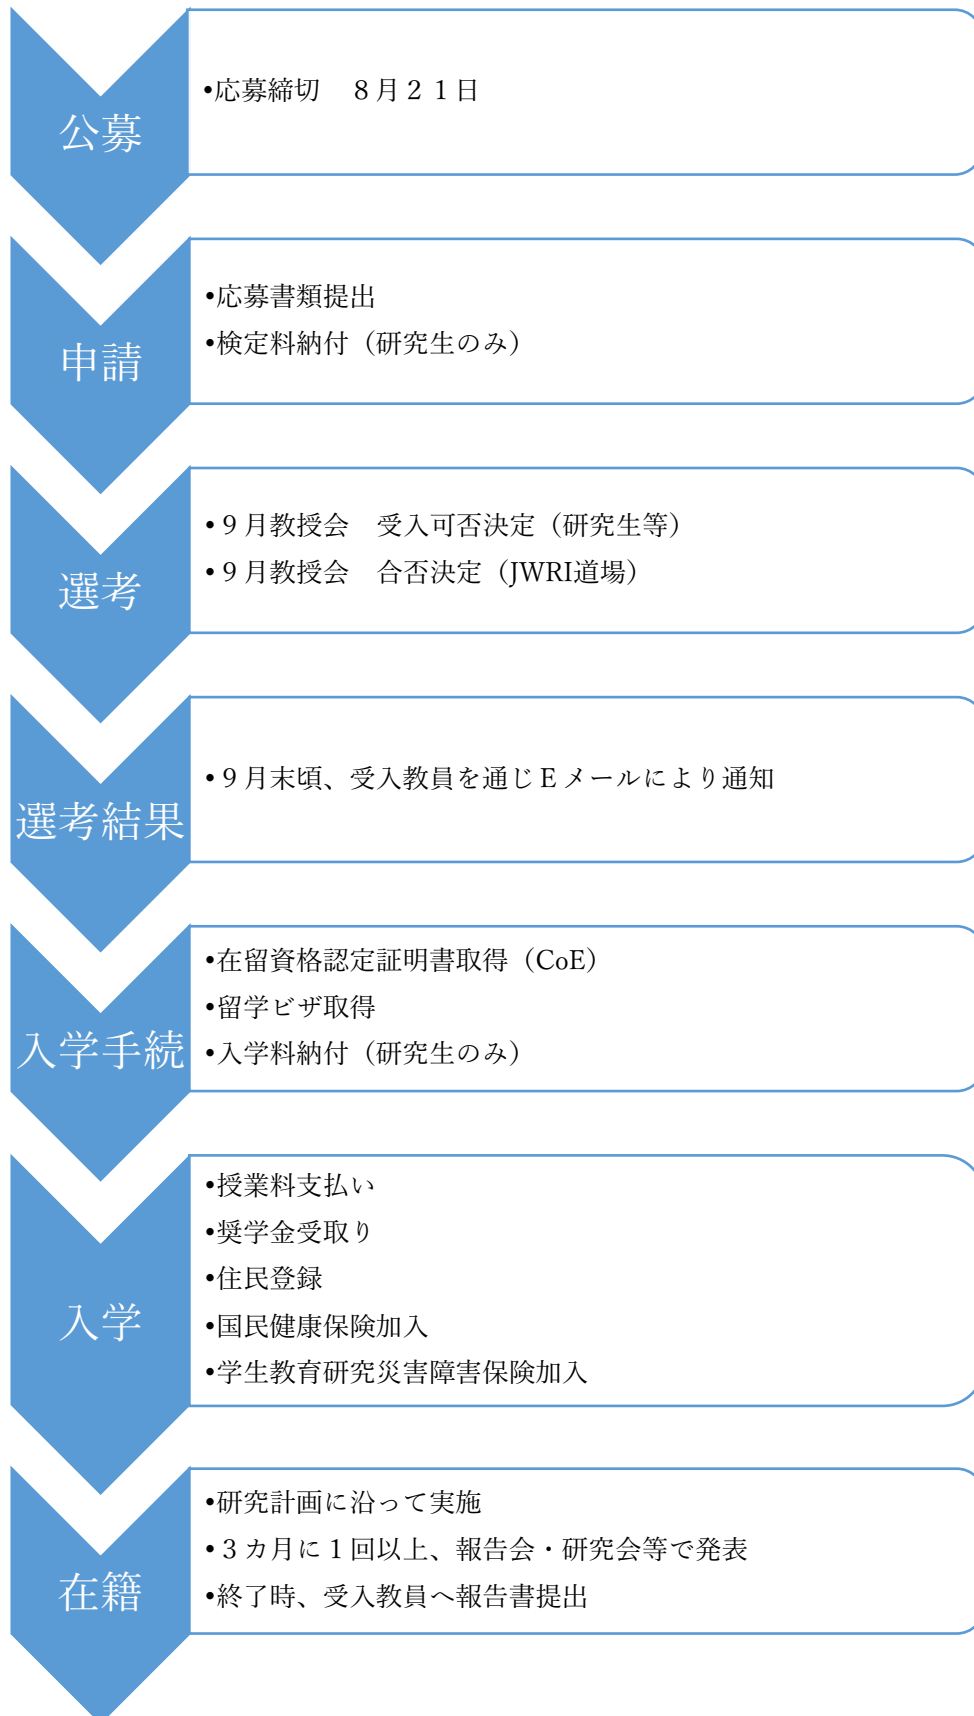 公募
•応募締切　８月２１日
申請
•応募書類提出
•検定料納付（研究生のみ）
選考
•９月教授会　受入可否決定（研究生等）
•９月教授会　合否決定（JWRI道場）
選考結果
•９月末頃、受入教員を通じＥメールにより通知
入学手続
•在留資格認定証明書取得（CoE）
•留学ビザ取得
•入学料納付（研究生のみ）
入学
•授業料支払い
•奨学金受取り
•住民登録
•国民健康保険加入
•学生教育研究災害障害保険加入
在籍
•研究計画に沿って実施
•３カ月に１回以上、報告会・研究会等で発表
•終了時、受入教員へ報告書提出